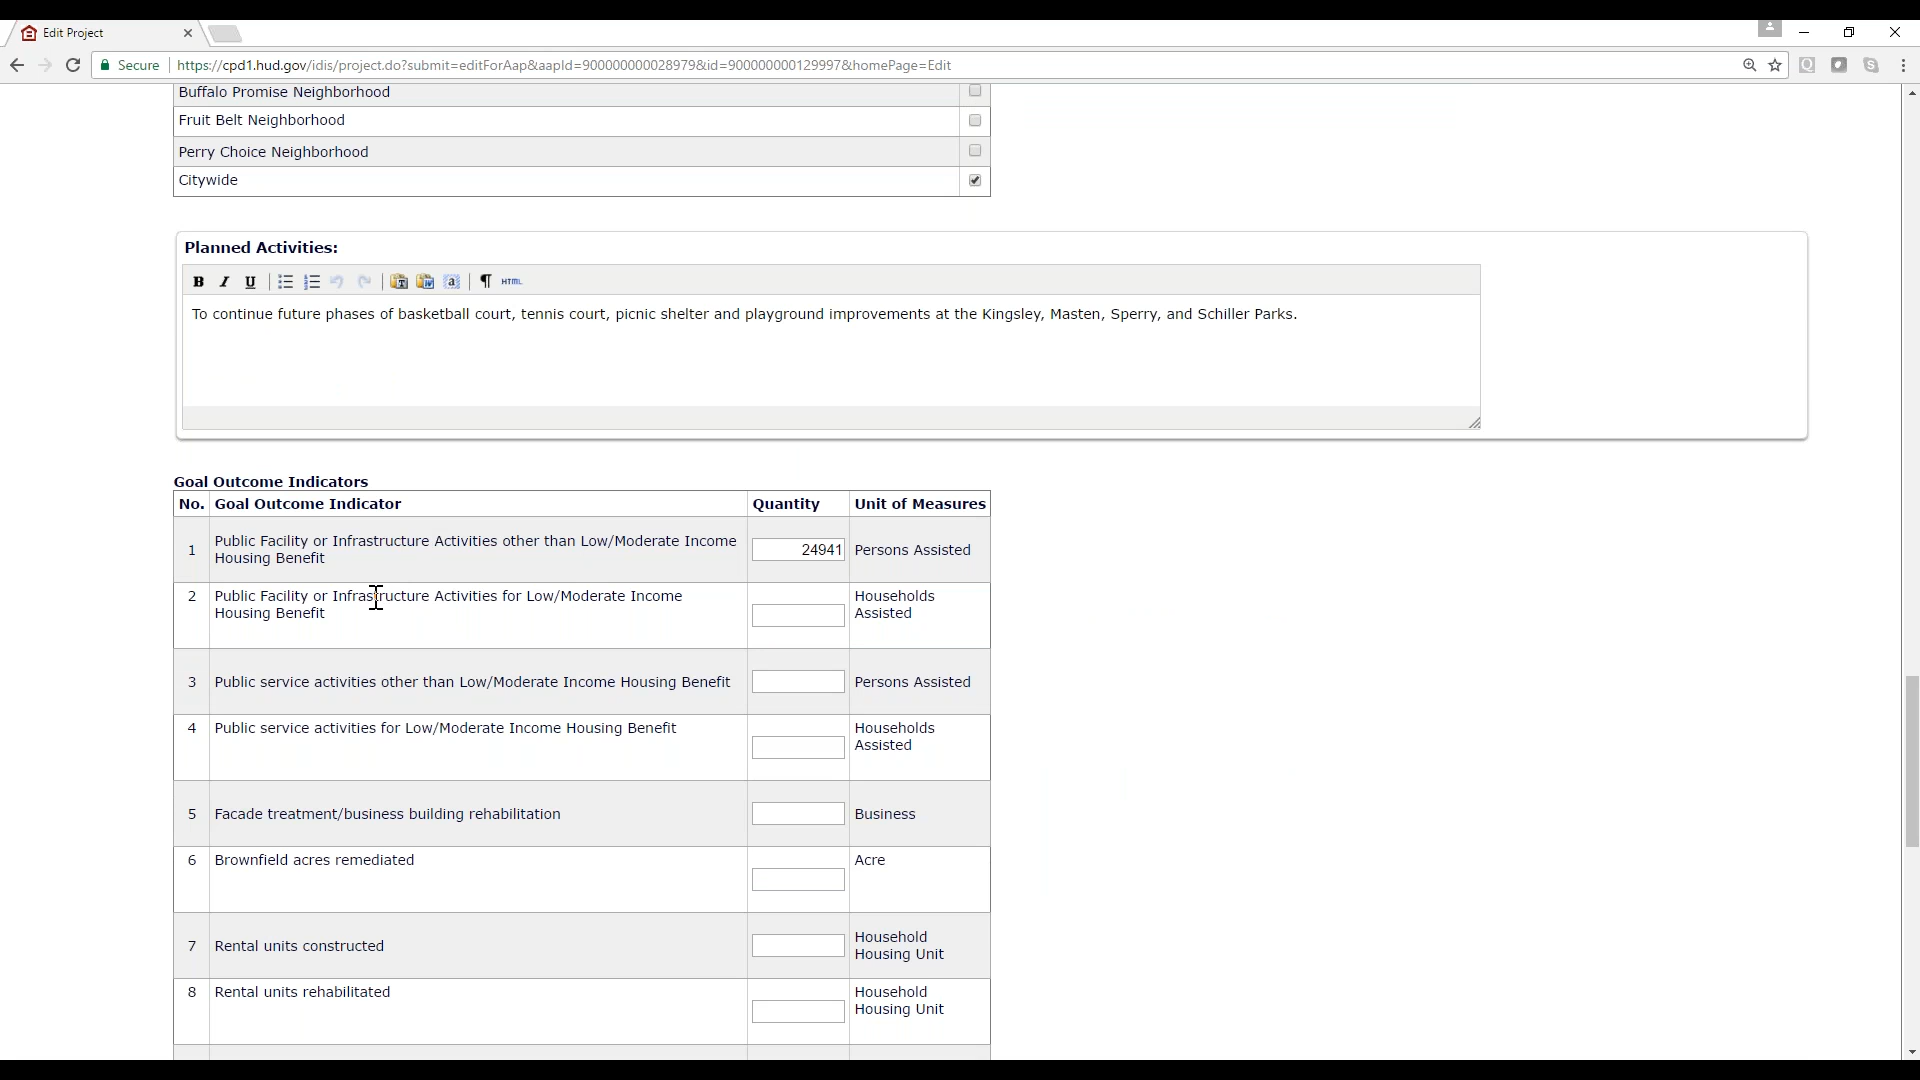 Edit Project
Secure https://cpd1.hud.gov/idis/project.do?submit=editForAap&aapId=900000000028979&id=900000000129997&homePage=Edit
Buffalo Promise Neighborhood
Fruit Belt Neighborhood
Perry Choice Neighborhood
Citywide
Planned Activities:
B I U HTML
To continue future phases of basketball court, tennis court, picnic shelter and playground improvements at the Kingsley, Masten, Sperry, and Schiller Parks.
Goal Outcome Indicators
No. Goal Outcome Indicator Quantity Unit of Measures
1 Public Facility or Infrastructure Activities other than Low/Moderate Income
Housing Benefit
24941 Persons Assisted
2 Public Facility or Infrastructure Activities for Low/Moderate Income
Housing Benefit
Households
Assisted
3 Public service activities other than Low/Moderate Income Housing Benefit Persons Assisted
4 Public service activities for Low/Moderate Income Housing Benefit Households
Assisted
5 Facade treatment/business building rehabilitation Business
6 Brownfield acres remediated Acre
7 Rental units constructed Household
Housing Unit
8 Rental units rehabilitated Household
Housing Unit